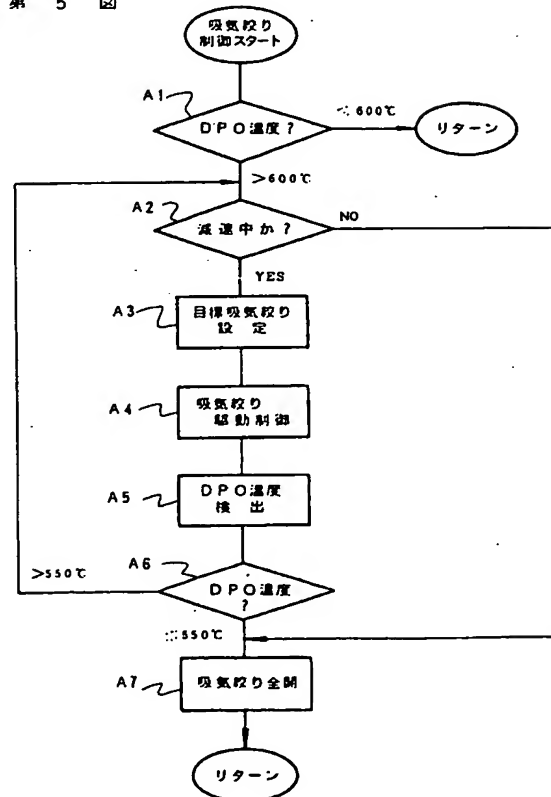 第 5 図
吸気絞り
制御スタート
A1
DPO温度?
≤600℃
リターン
>600℃
A2
減速中か?
NO
YES
A3
目標吸気絞り
設 定
A4
吸気絞り
駆動制御
A5
DPO温度
検 出
>550℃
A6
DPO温度
?
≤550℃
A7
吸気絞り全開
リターン